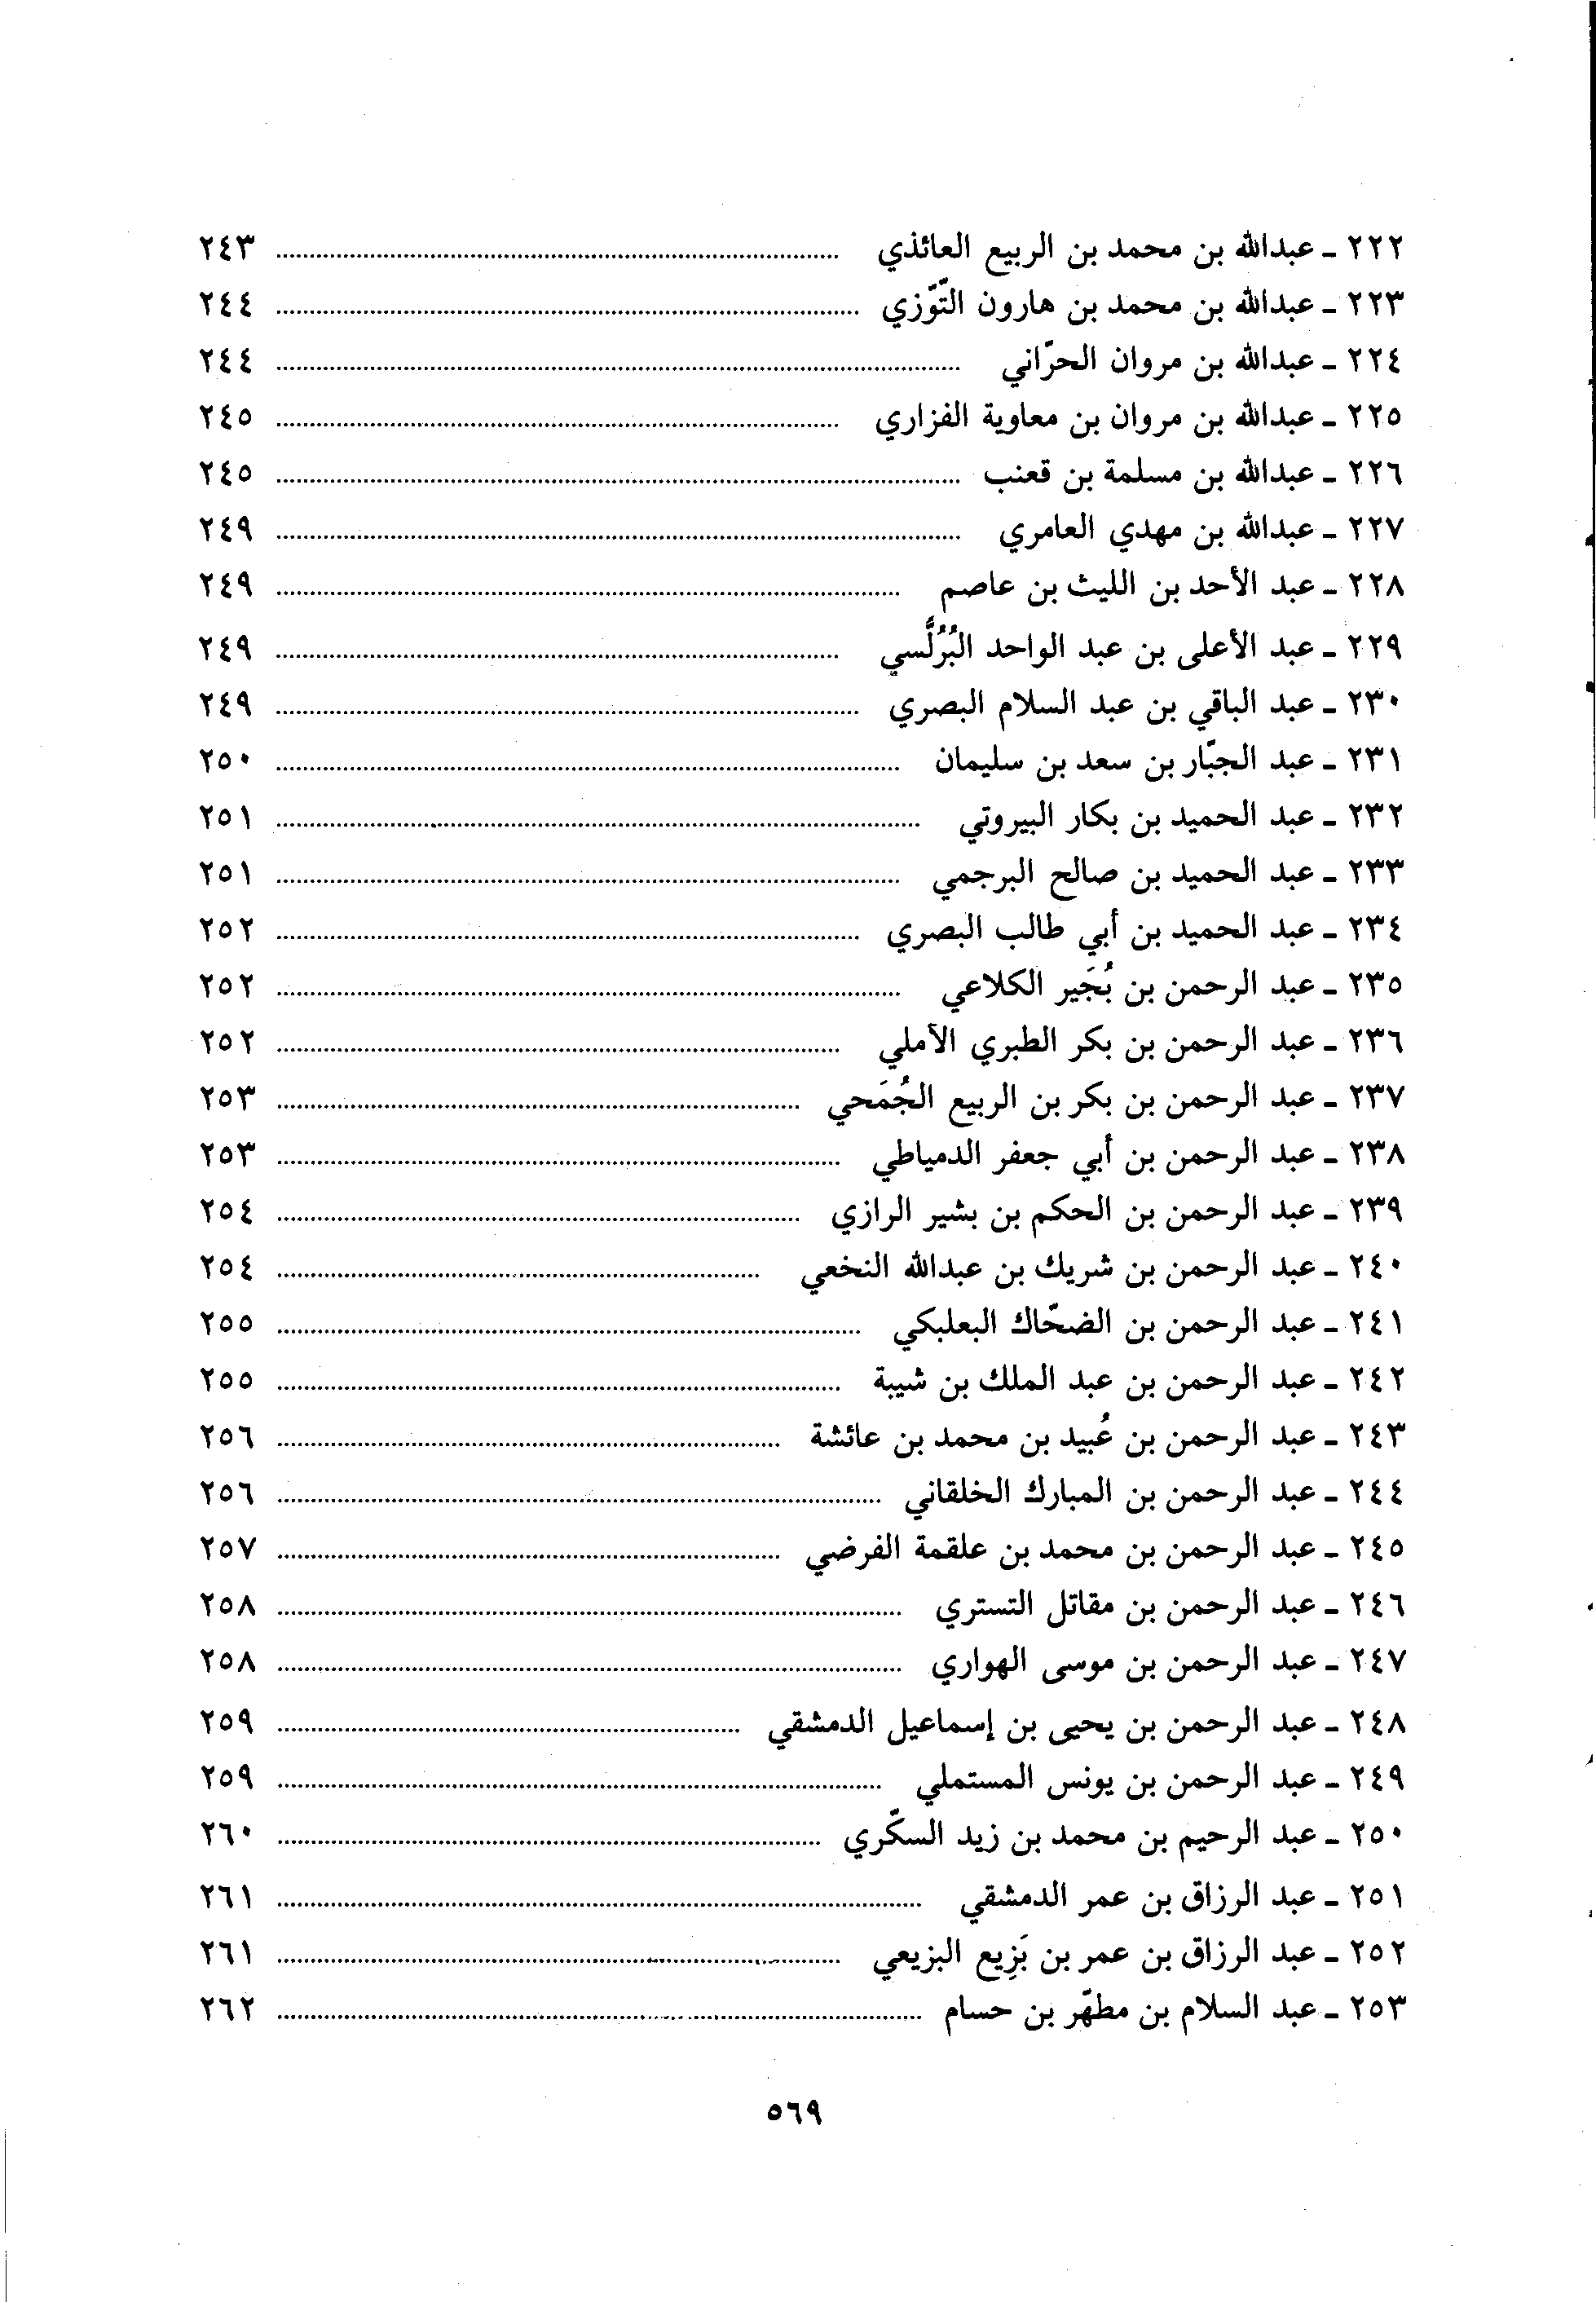 ٢٢٢ ـ عبدالله بن محمد بن الربيع العائذي ........ ٢٤٣
٢٢٣ ـ عبدالله بن محمد بن هارون التَّوَّزي ........ ٢٤٤
٢٢٤ ـ عبدالله بن مروان الحرّاني ........ ٢٤٤
٢٢٥ ـ عبدالله بن مروان بن معاوية الفزاري ........ ٢٤٥
٢٢٦ ـ عبدالله بن مسلمة بن قعنب ........ ٢٤٥
٢٢٧ ـ عبدالله بن مهدي العامري ........ ٢٤٩
٢٢٨ ـ عبد الأحد بن الليث بن عاصم ........ ٢٤٩
٢٢٩ ـ عبد الأعلى بن عبد الواحد البُرُلُّسي ........ ٢٤٩
٢٣٠ ـ عبد الباقي بن عبد السلام البصري ........ ٢٤٩
٢٣١ ـ عبد الجبّار بن سعد بن سليمان ........ ٢٥٠
٢٣٢ ـ عبد الحميد بن بكار البيروتي ........ ٢٥١
٢٣٣ ـ عبد الحميد بن صالح البرجمي ........ ٢٥١
٢٣٤ ـ عبد الحميد بن أبي طالب البصري ........ ٢٥٢
٢٣٥ ـ عبد الرحمن بن بُجَير الكلاعي ........ ٢٥٢
٢٣٦ ـ عبد الرحمن بن بكر الطبري الآملي ........ ٢٥٢
٢٣٧ ـ عبد الرحمن بن بكر بن الربيع الجُمَحي ........ ٢٥٣
٢٣٨ ـ عبد الرحمن بن أبي جعفر الدمياطي ........ ٢٥٣
٢٣٩ ـ عبد الرحمن بن الحكم بن بشير الرازي ........ ٢٥٤
٢٤٠ ـ عبد الرحمن بن شريك بن عبدالله النخعي ........ ٢٥٤
٢٤١ ـ عبد الرحمن بن الضحّاك البعلبكي ........ ٢٥٥
٢٤٢ ـ عبد الرحمن بن عبد الملك بن شيبة ........ ٢٥٥
٢٤٣ ـ عبد الرحمن بن عُبيد بن محمد بن عائشة ........ ٢٥٦
٢٤٤ ـ عبد الرحمن بن المبارك الخلقاني ........ ٢٥٦
٢٤٥ ـ عبد الرحمن بن محمد بن علقمة الفرضي ........ ٢٥٧
٢٤٦ ـ عبد الرحمن بن مقاتل التستري ........ ٢٥٨
٢٤٧ ـ عبد الرحمن بن موسى الهواري ........ ٢٥٨
٢٤٨ ـ عبد الرحمن بن يحيى بن إسماعيل الدمشقي ........ ٢٥٩
٢٤٩ ـ عبد الرحمن بن يونس المستملي ........ ٢٥٩
٢٥٠ ـ عبد الرحيم بن محمد بن زيد السكّري ........ ٢٦٠
٢٥١ ـ عبد الرزاق بن عمر الدمشقي ........ ٢٦١
٢٥٢ ـ عبد الرزاق بن عمر بن بَزِيع البزيعي ........ ٢٦١
٢٥٣ ـ عبد السلام بن مطهّر بن حسام ........ ٢٦٢
٥٦٩